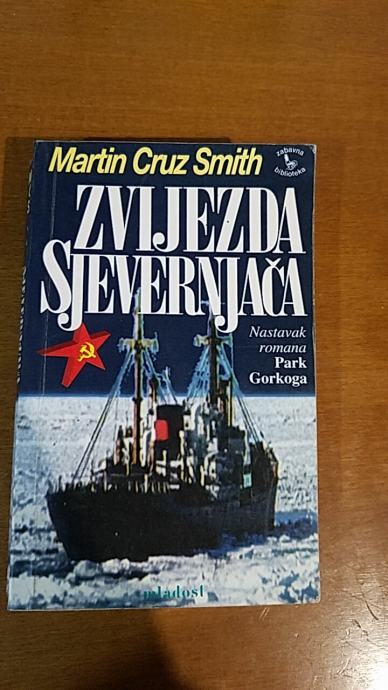 Martin Cruz Smith
zabavna
biblioteka
ZVIJEZDA
SJEVERNJAČA
Nastavak
romana
Park
Gorkoga
mladost